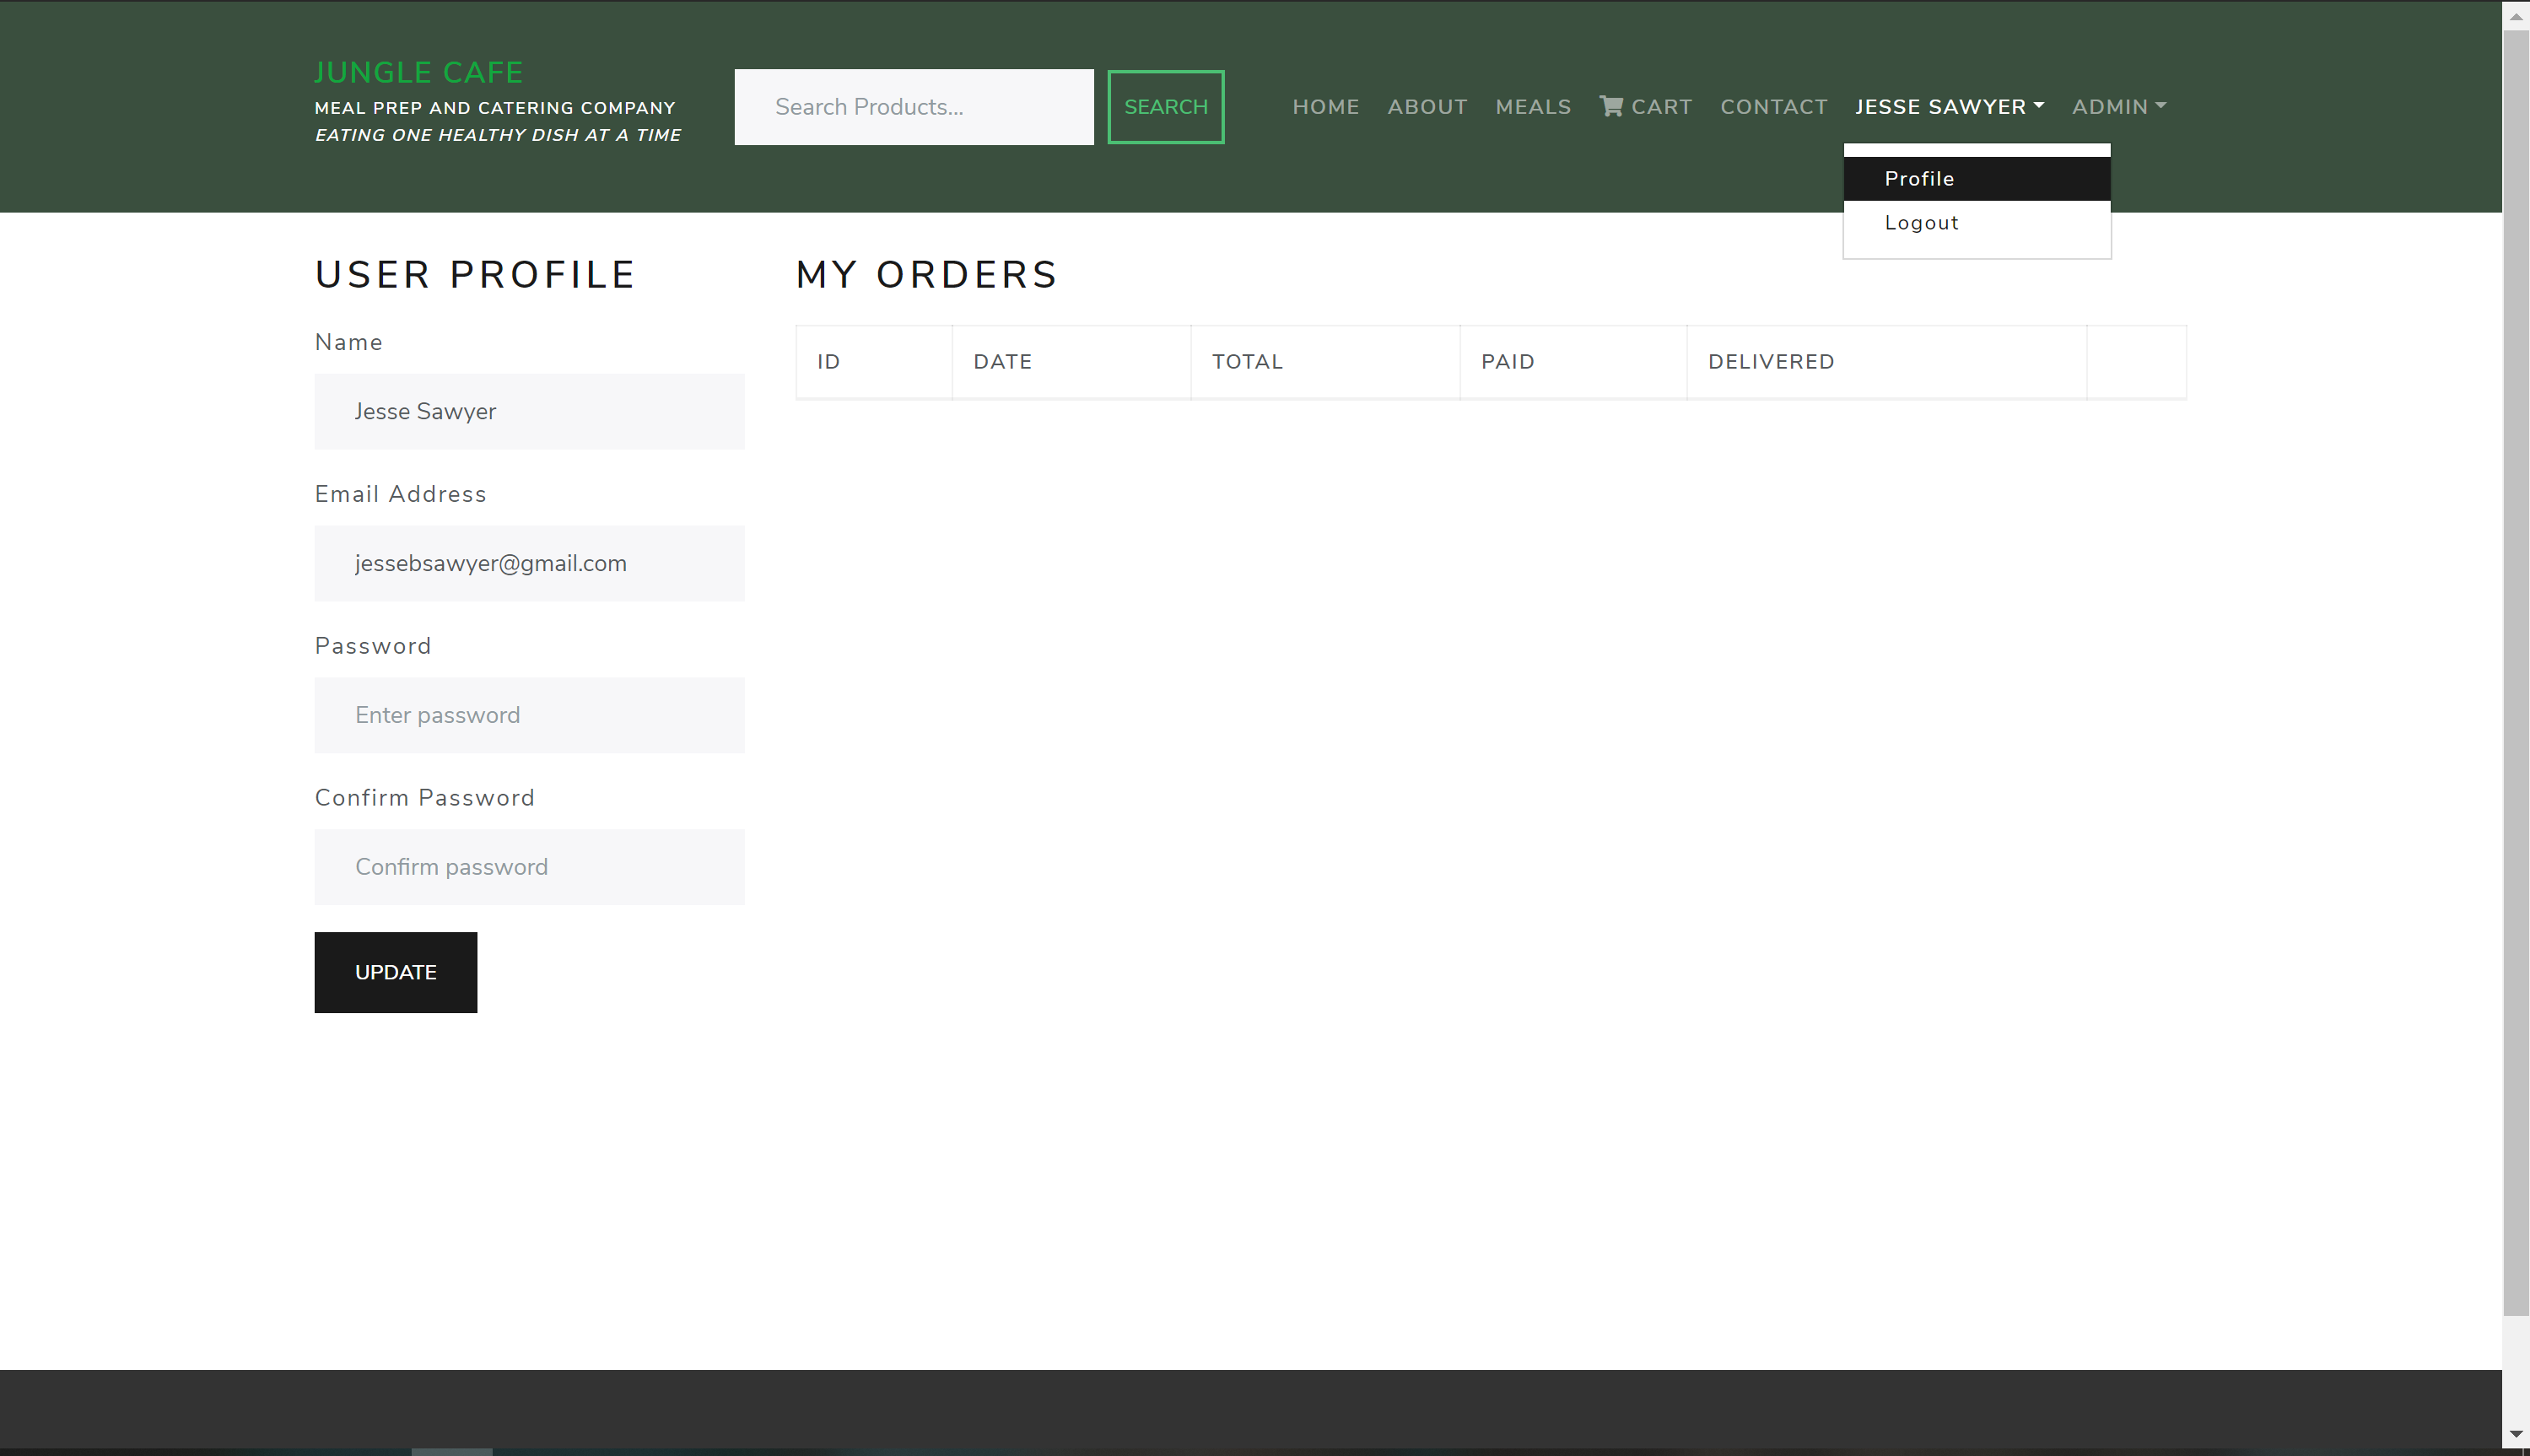 JUNGLE CAFE
MEAL PREP AND CATERING COMPANY
EATING ONE HEALTHY DISH AT A TIME
Search Products...
SEARCH
HOME ABOUT MEALS CART CONTACT JESSE SAWYER ADMIN
Profile
Logout
USER PROFILE
Name
Jesse Sawyer
Email Address
jessebsawyer@gmail.com
Password
Enter password
Confirm Password
Confirm password
UPDATE
MY ORDERS
ID DATE TOTAL PAID DELIVERED